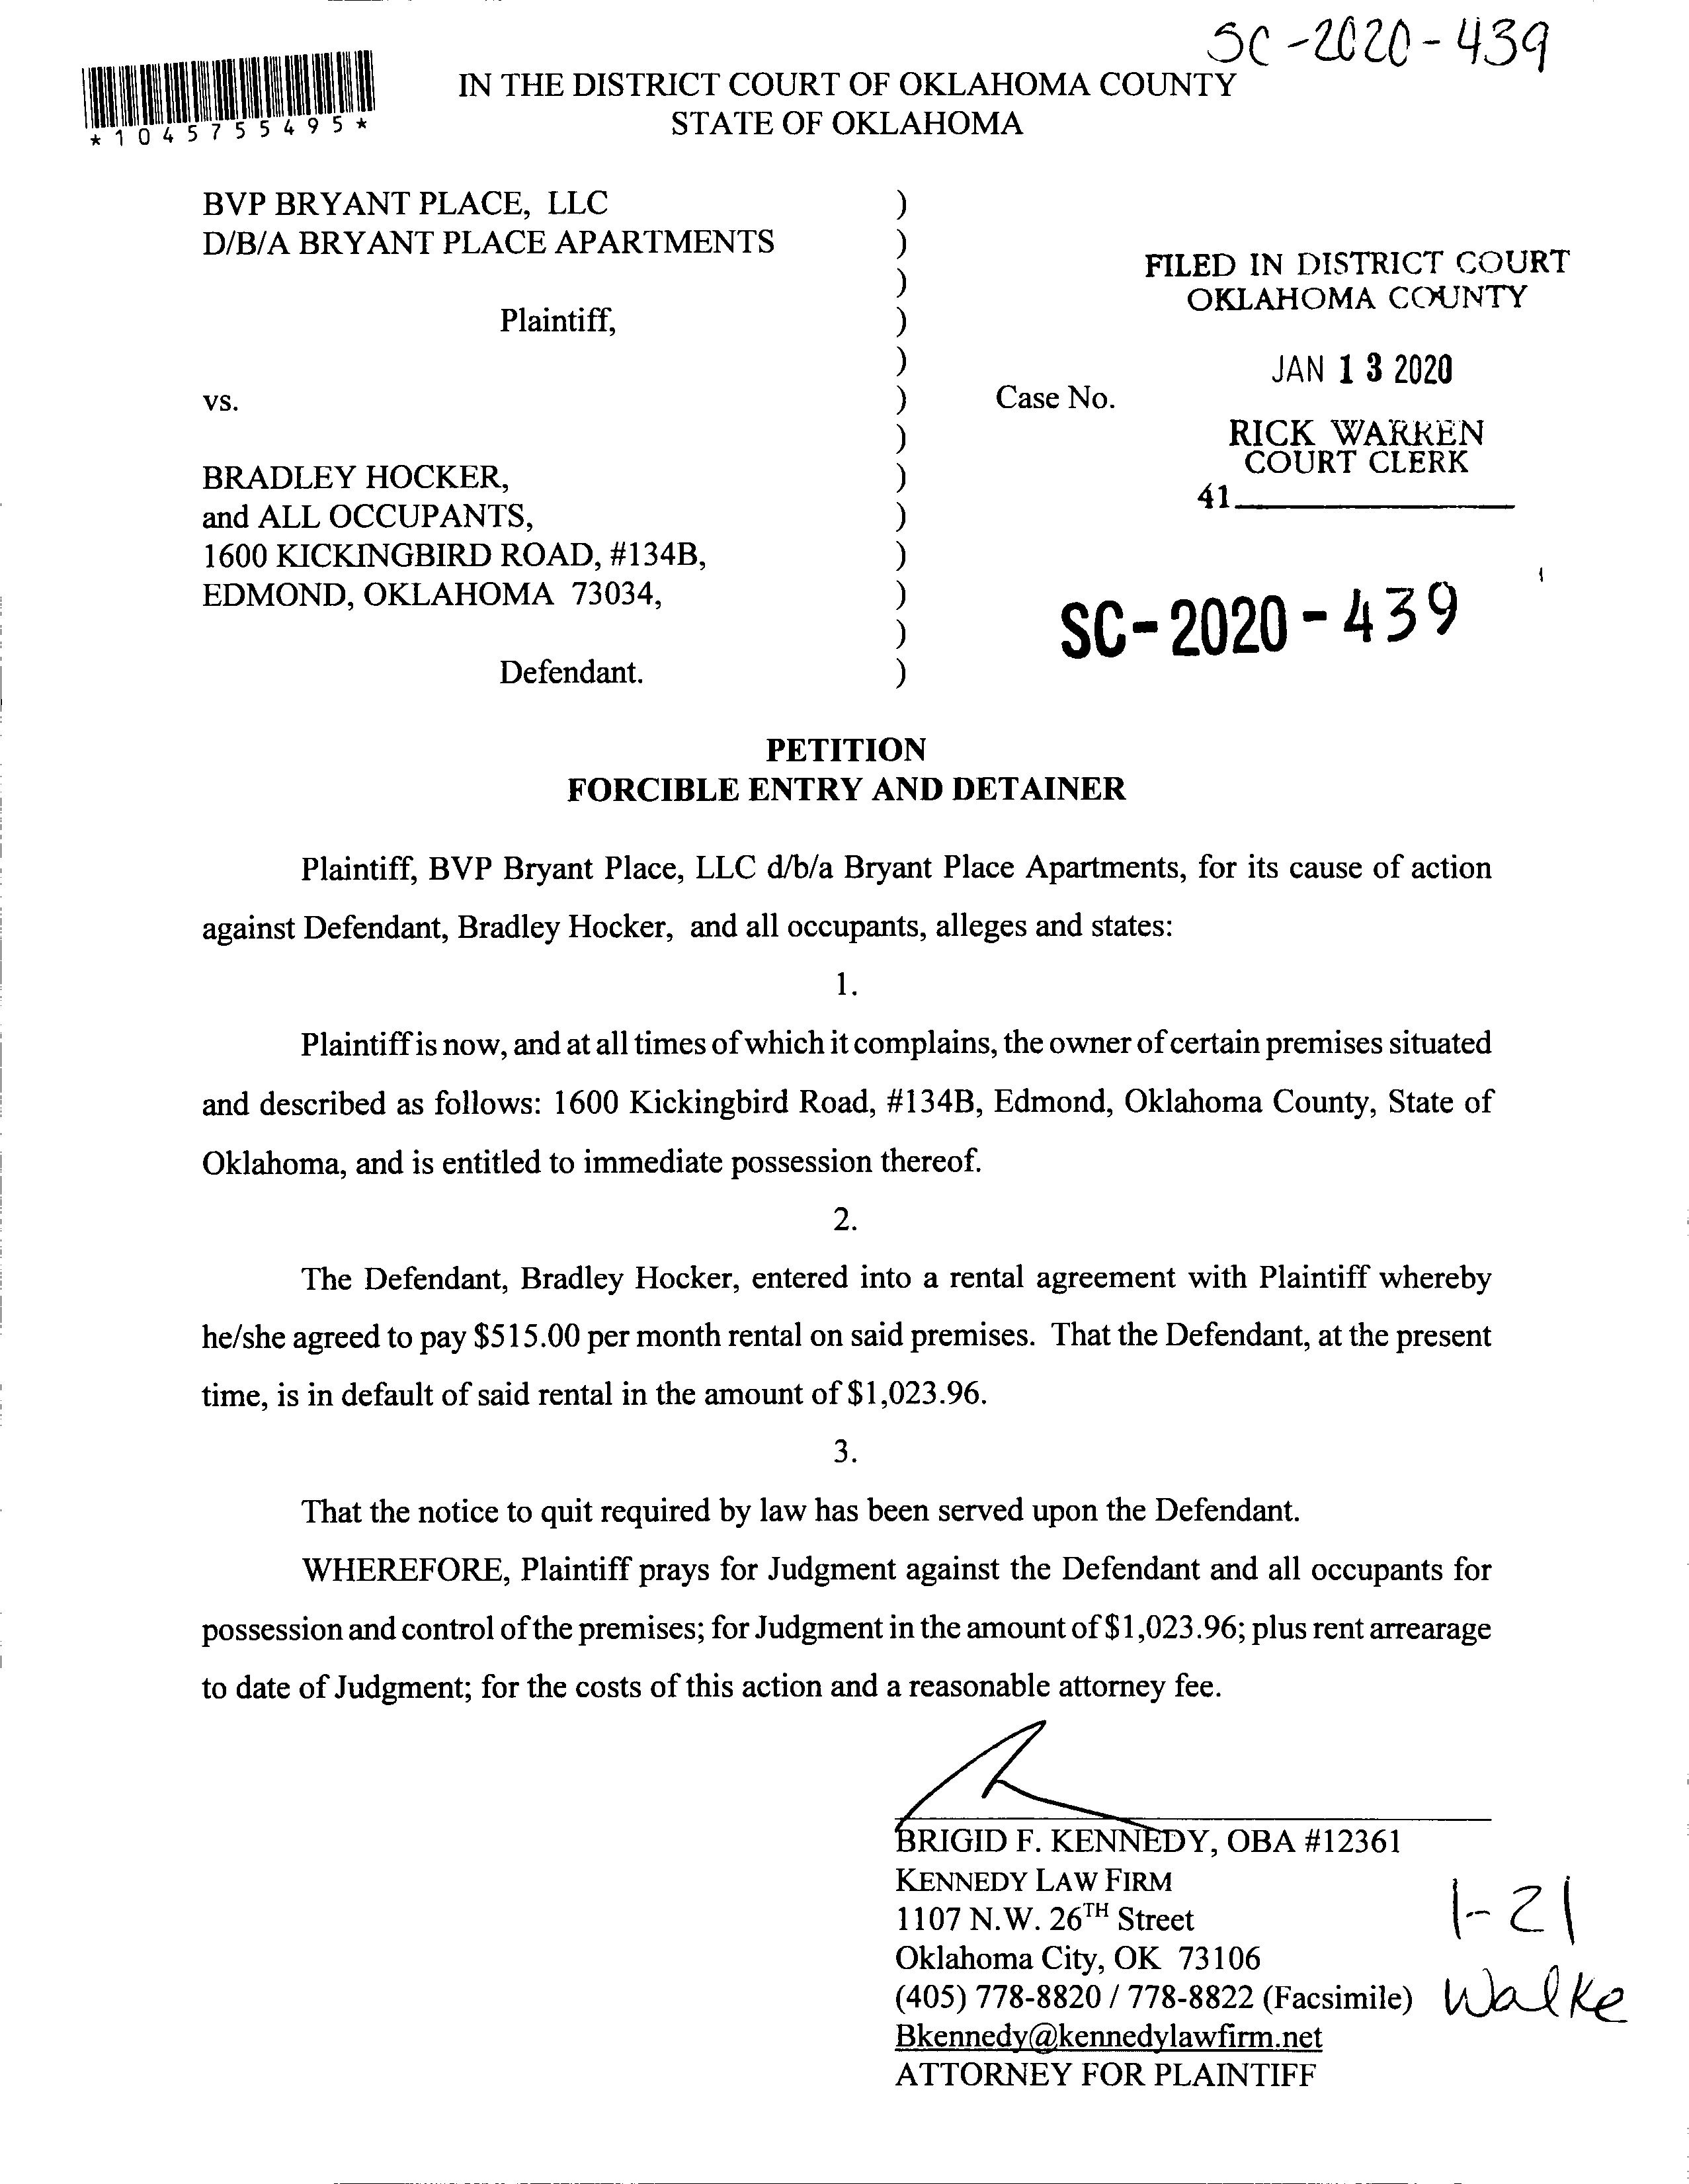 SC-2020-439
*1045755495*
IN THE DISTRICT COURT OF OKLAHOMA COUNTY
STATE OF OKLAHOMA
BVP BRYANT PLACE, LLC )
D/B/A BRYANT PLACE APARTMENTS )
)
Plaintiff, )
)
vs. )
)
BRADLEY HOCKER, )
and ALL OCCUPANTS, )
1600 KICKINGBIRD ROAD, #134B, )
EDMOND, OKLAHOMA 73034, )
)
Defendant. )
FILED IN DISTRICT COURT
OKLAHOMA COUNTY
JAN 13 2020
Case No.
RICK WARREN
COURT CLERK
41
SC-2020-439
PETITION
FORCIBLE ENTRY AND DETAINER
Plaintiff, BVP Bryant Place, LLC d/b/a Bryant Place Apartments, for its cause of action
against Defendant, Bradley Hocker, and all occupants, alleges and states:
1.
Plaintiff is now, and at all times of which it complains, the owner of certain premises situated
and described as follows: 1600 Kickingbird Road, #134B, Edmond, Oklahoma County, State of
Oklahoma, and is entitled to immediate possession thereof.
2.
The Defendant, Bradley Hocker, entered into a rental agreement with Plaintiff whereby
he/she agreed to pay $515.00 per month rental on said premises. That the Defendant, at the present
time, is in default of said rental in the amount of $1,023.96.
3.
That the notice to quit required by law has been served upon the Defendant.
WHEREFORE, Plaintiff prays for Judgment against the Defendant and all occupants for
possession and control of the premises; for Judgment in the amount of $1,023.96; plus rent arrearage
to date of Judgment; for the costs of this action and a reasonable attorney fee.
BRIGID F. KENNEDY, OBA #12361
KENNEDY LAW FIRM
1107 N.W. 26TH Street
Oklahoma City, OK 73106
(405) 778-8820 / 778-8822 (Facsimile)
Bkennedy@kennedylawfirm.net
ATTORNEY FOR PLAINTIFF
1-21
Walke